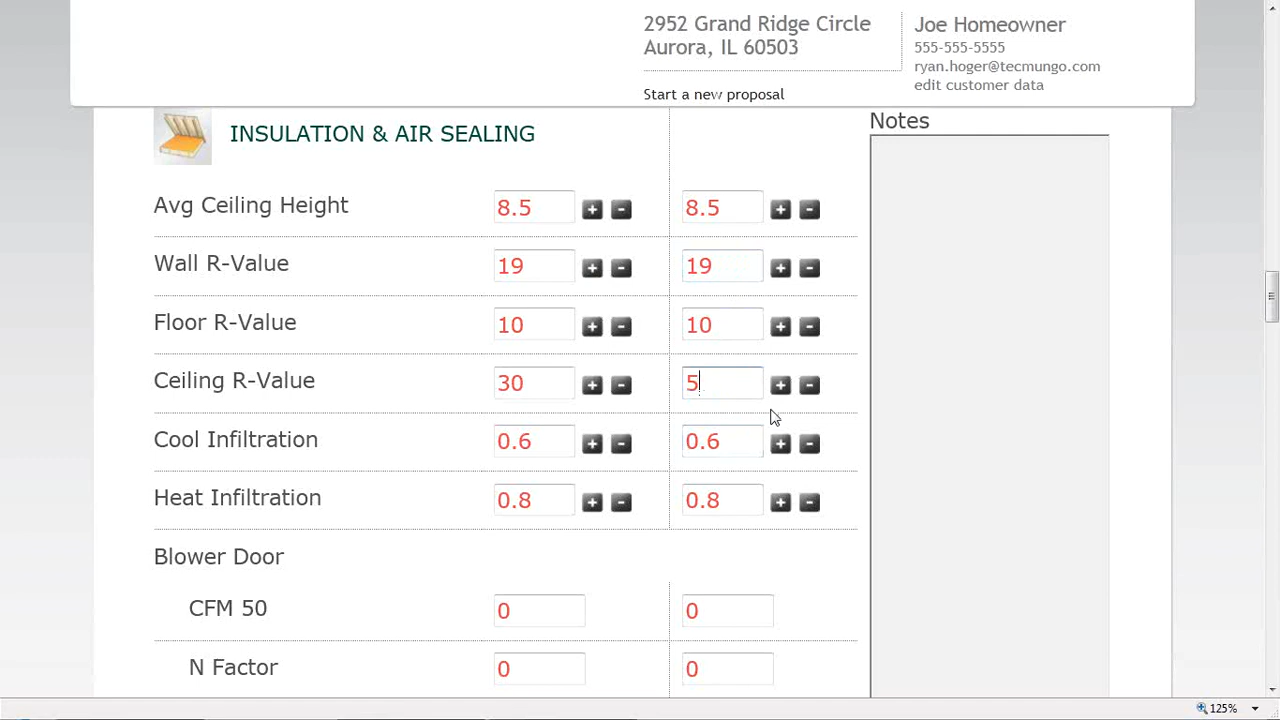 2952 Grand Ridge Circle
Aurora, IL 60503
Joe Homeowner
555-555-5555
ryan.hoger@tecmungo.com
edit customer data
Start a new proposal
INSULATION & AIR SEALING
Notes
Avg Ceiling Height 8.5 + - 8.5 + -
Wall R-Value 19 + - 19 + -
Floor R-Value 10 + - 10 + -
Ceiling R-Value 30 + - 5 + -
Cool Infiltration 0.6 + - 0.6 + -
Heat Infiltration 0.8 + - 0.8 + -
Blower Door
CFM 50 0 0
N Factor 0 0
125%